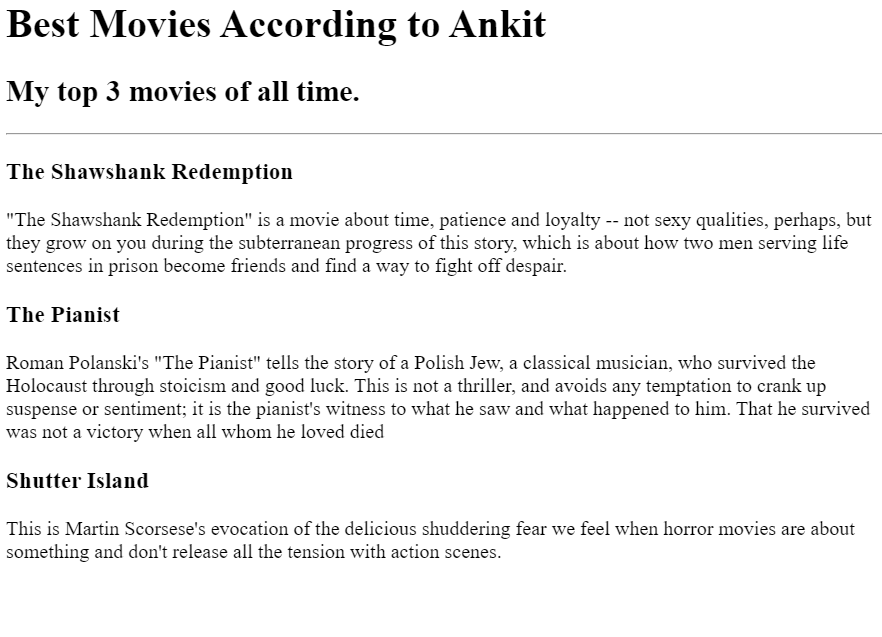 Best Movies According to Ankit
My top 3 movies of all time.
The Shawshank Redemption
"The Shawshank Redemption" is a movie about time, patience and loyalty -- not sexy qualities, perhaps, but
they grow on you during the subterranean progress of this story, which is about how two men serving life
sentences in prison become friends and find a way to fight off despair.
The Pianist
Roman Polanski's "The Pianist" tells the story of a Polish Jew, a classical musician, who survived the
Holocaust through stoicism and good luck. This is not a thriller, and avoids any temptation to crank up
suspense or sentiment; it is the pianist's witness to what he saw and what happened to him. That he survived
was not a victory when all whom he loved died
Shutter Island
This is Martin Scorsese's evocation of the delicious shuddering fear we feel when horror movies are about
something and don't release all the tension with action scenes.